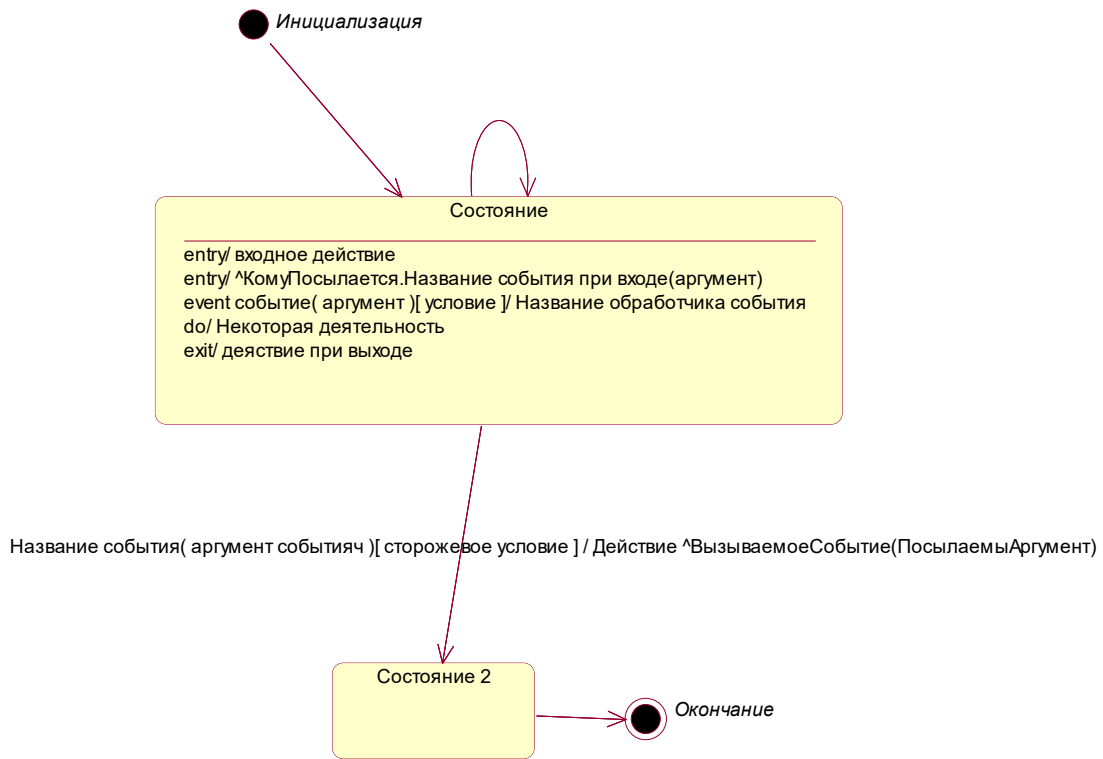 Инициализация
Состояние
entry/ входное действие
entry/ ^КомуПосылается.Название события при входе(аргумент)
event событие( аргумент )[ условие ]/ Название обработчика события
do/ Некоторая деятельность
exit/ деяствие при выходе
Название события( аргумент событияч )[ сторожевое условие ] / Действие ^ВызываемоеСобытие(ПосылаемыАргумент)
Состояние 2
Окончание